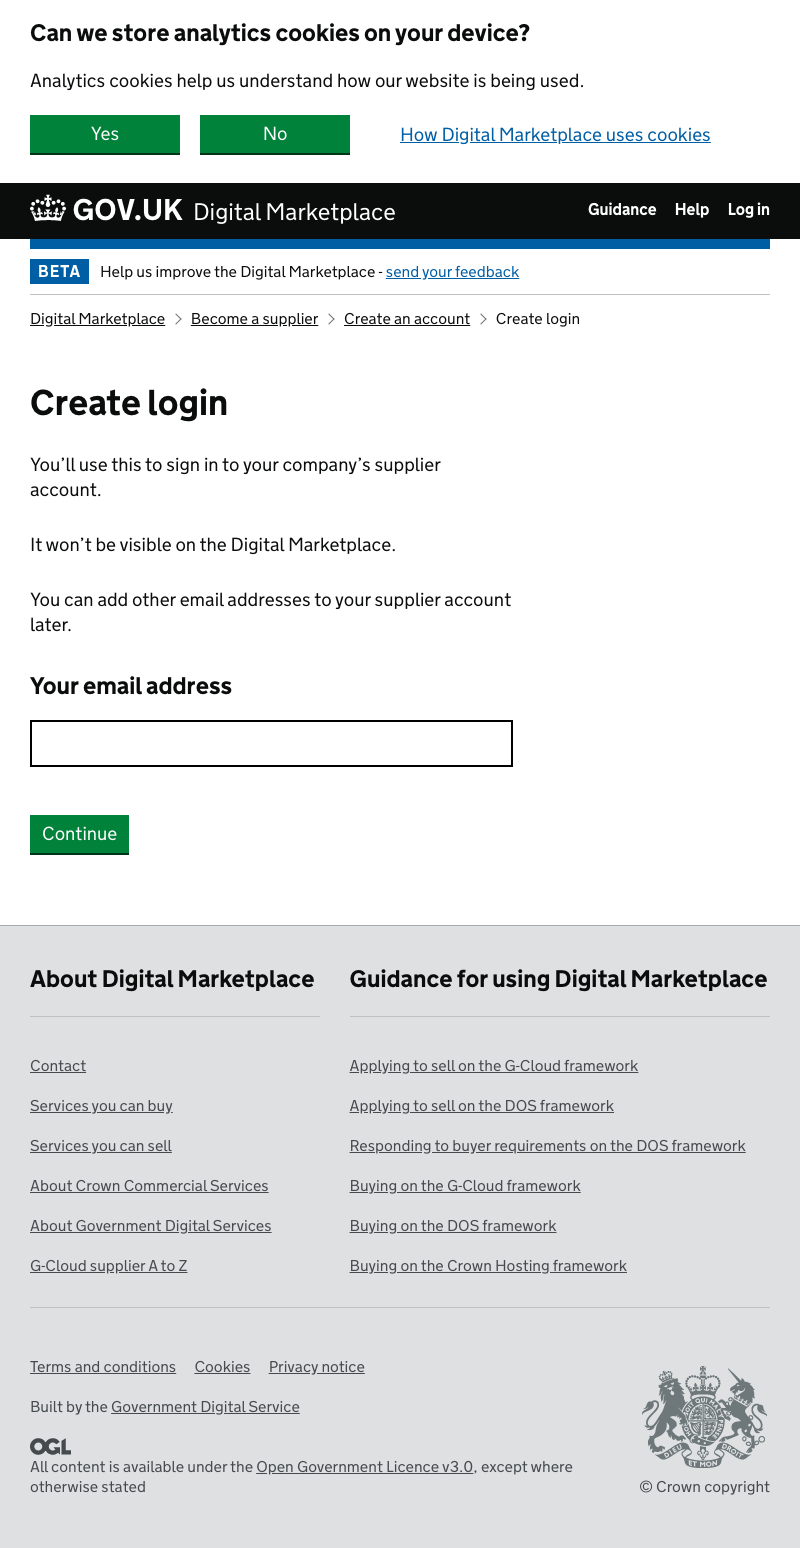 Can we store analytics cookies on your device?
Analytics cookies help us understand how our website is being used.
Yes No How Digital Marketplace uses cookies
GOV.UK Digital Marketplace Guidance Help Log in
BETA Help us improve the Digital Marketplace - send your feedback
Digital Marketplace Become a supplier Create an account Create login
Create login
You’ll use this to sign in to your company’s supplier
account.
It won’t be visible on the Digital Marketplace.
You can add other email addresses to your supplier account
later.
Your email address
Continue
About Digital Marketplace
Contact
Services you can buy
Services you can sell
About Crown Commercial Services
About Government Digital Services
G-Cloud supplier A to Z
Guidance for using Digital Marketplace
Applying to sell on the G-Cloud framework
Applying to sell on the DOS framework
Responding to buyer requirements on the DOS framework
Buying on the G-Cloud framework
Buying on the DOS framework
Buying on the Crown Hosting framework
Terms and conditions Cookies Privacy notice
Built by the Government Digital Service
OGL
All content is available under the Open Government Licence v3.0, except where
otherwise stated
DIEU ET MON DROIT
© Crown copyright